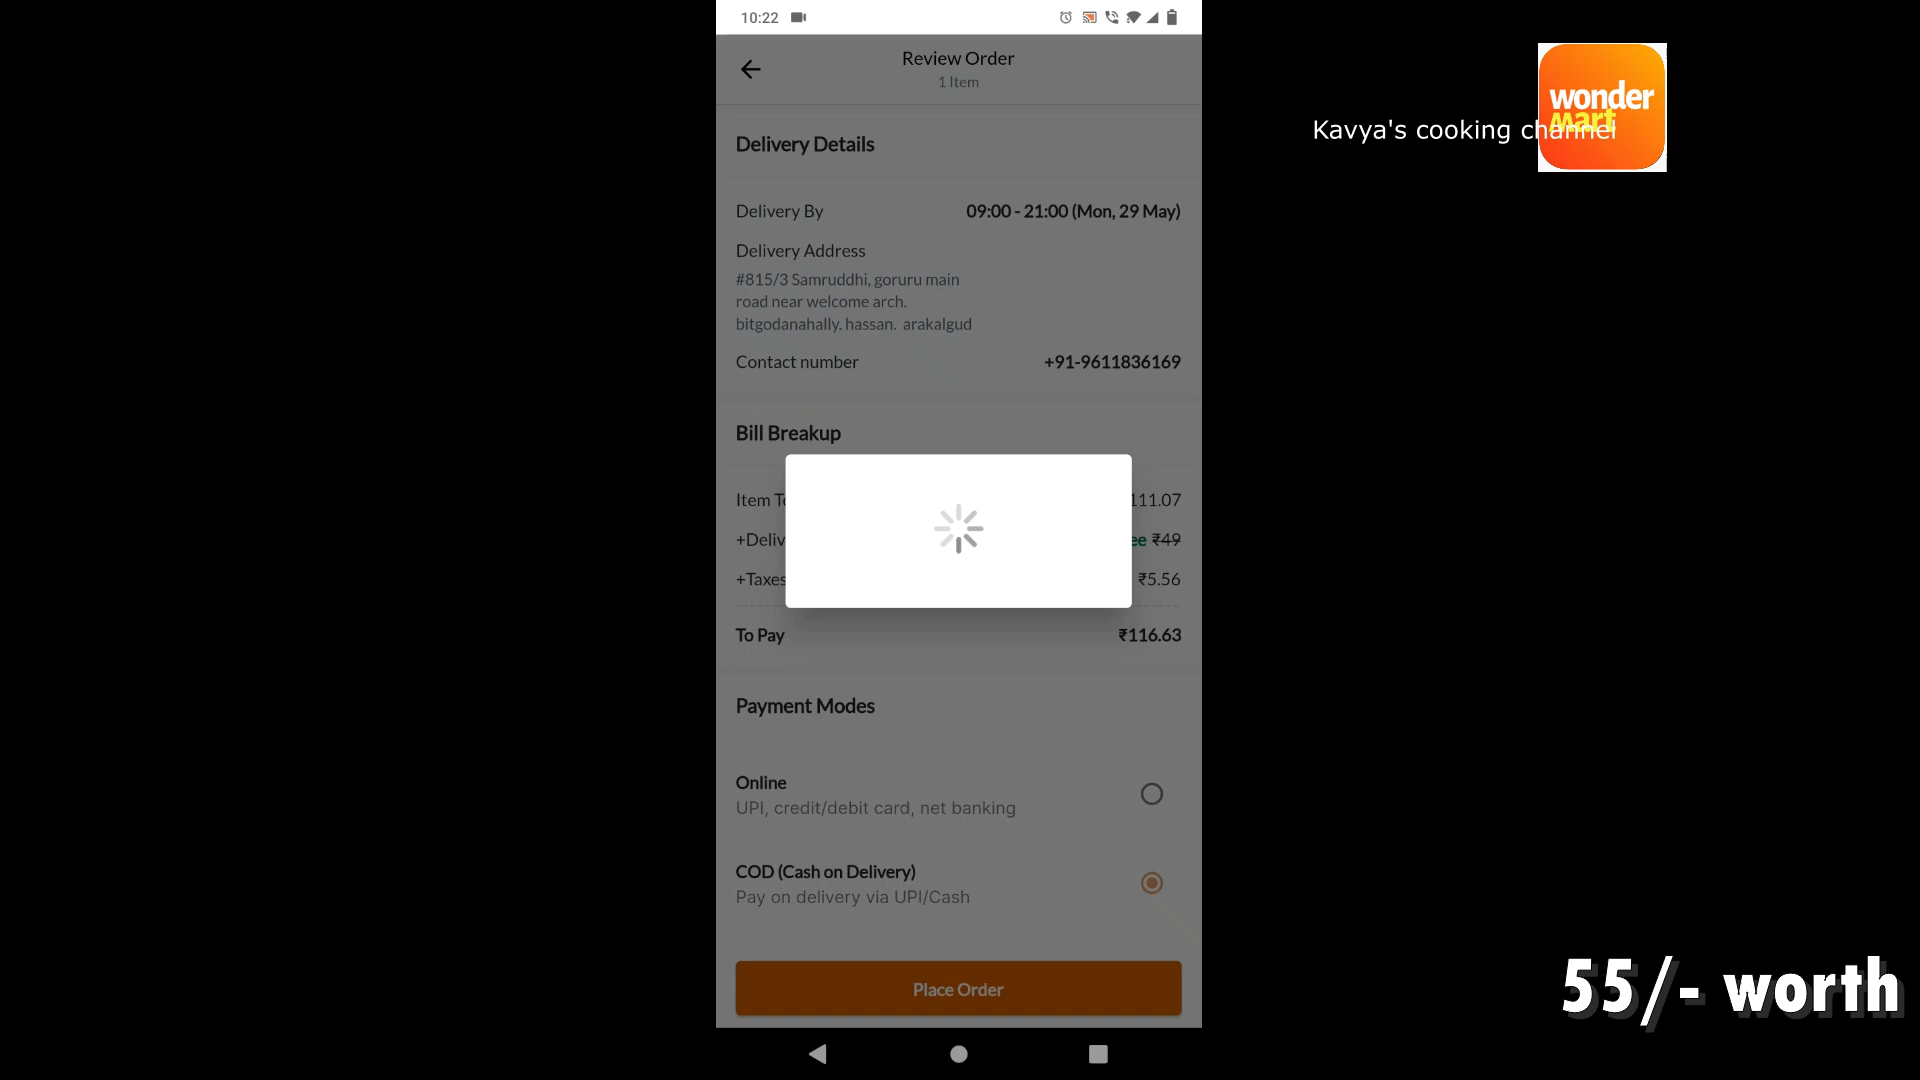 10:22
Review Order
1 Item
wonder
mart
Kavya's cooking channel
Delivery Details
Delivery By 09:00 - 21:00 (Mon, 29 May)
Delivery Address
#815/3 Samruddhi, goruru main
road near welcome arch.
bitgodanahally. hassan. arakalgud
Contact number +91-9611836169
Bill Breakup
Item 111.07
+Deliv ee ₹49
+Taxes ₹5.56
To Pay ₹116.63
Payment Modes
Online
UPI, credit/debit card, net banking
COD (Cash on Delivery)
Pay on delivery via UPI/Cash
Place Order
55/- worth